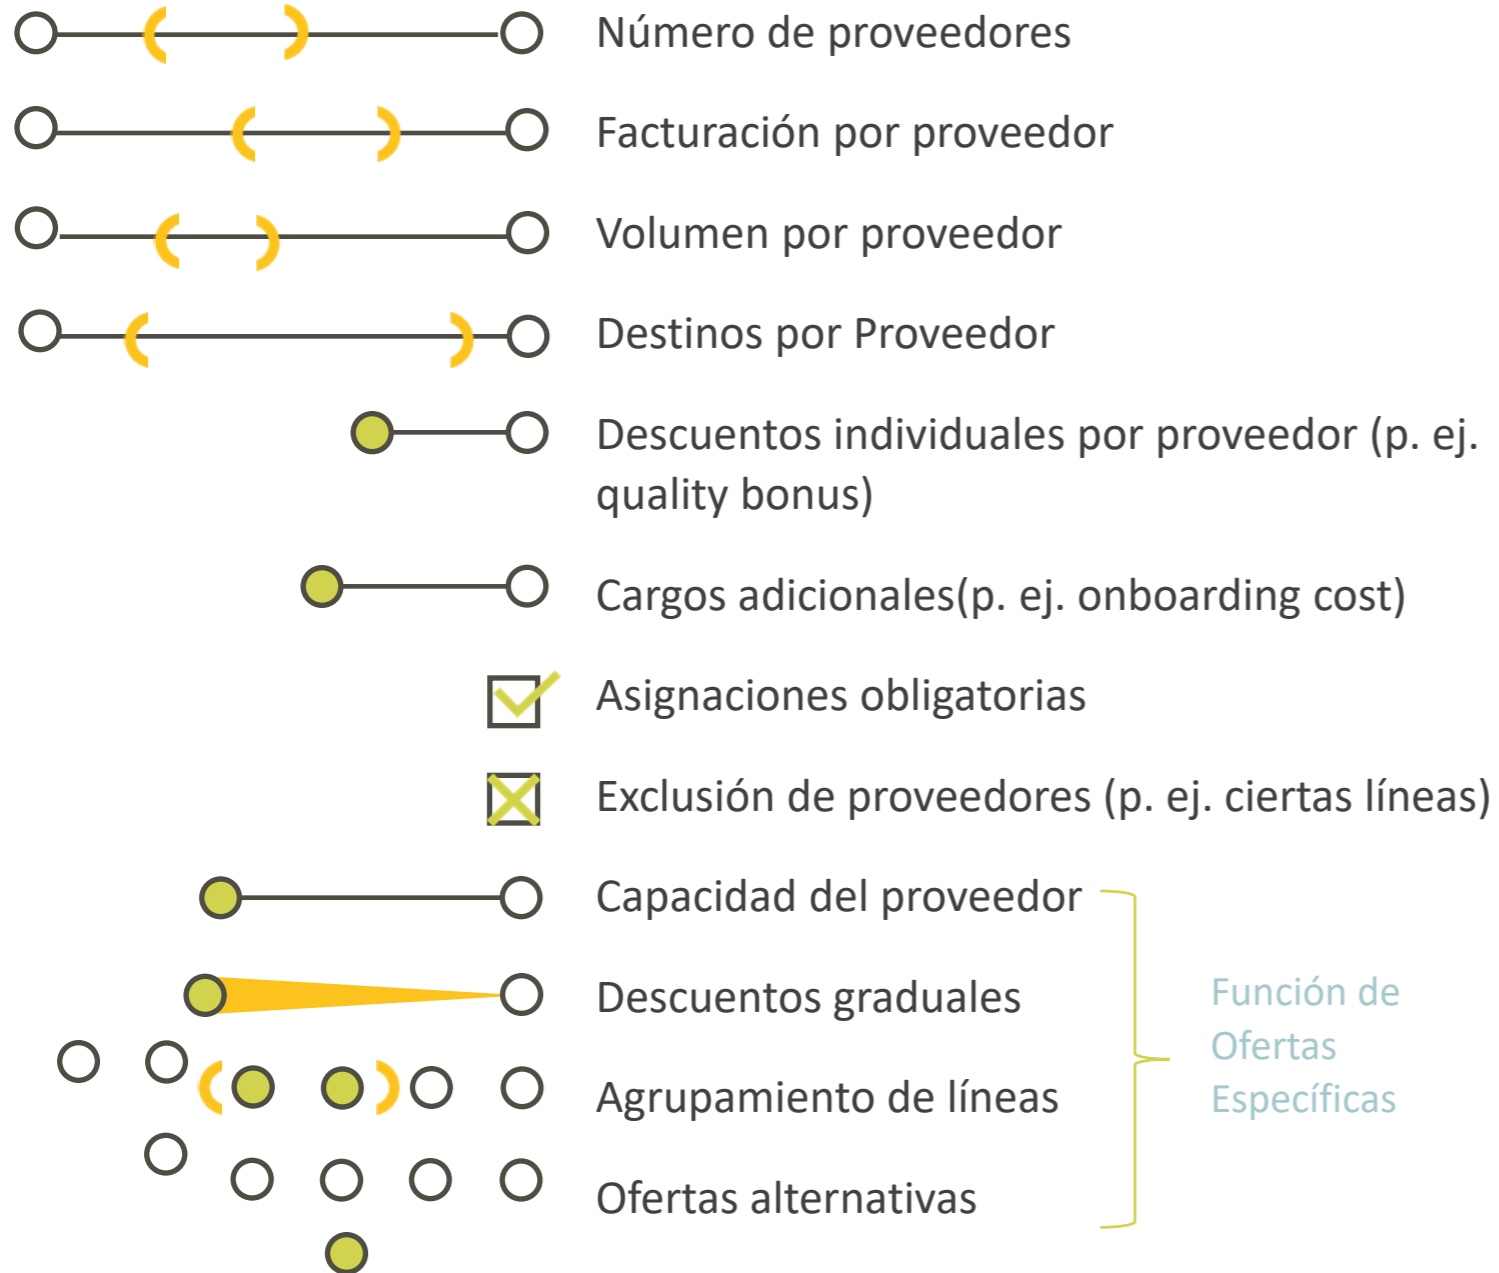 Número de proveedores
Facturación por proveedor
Volumen por proveedor
Destinos por Proveedor
Descuentos individuales por proveedor (p. ej.
quality bonus)
Cargos adicionales(p. ej. onboarding cost)
Asignaciones obligatorias
Exclusión de proveedores (p. ej. ciertas líneas)
Capacidad del proveedor
Descuentos graduales
Agrupamiento de líneas
Ofertas alternativas
Función de
Ofertas
Específicas